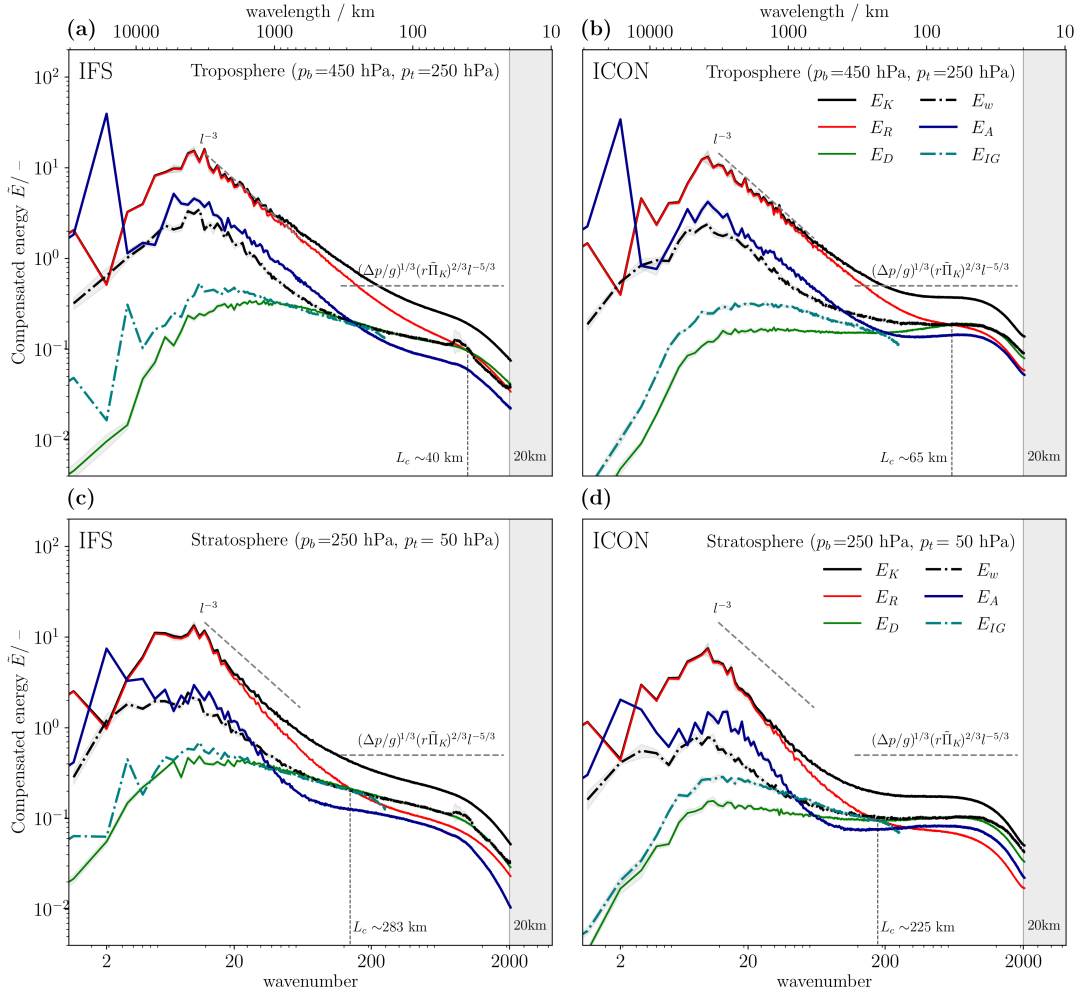 wavelength / km wavelength / km
(a) 10000 1000 100 10 (b) 10000 1000 100 10
IFS Troposphere (p_b=450 hPa, p_t=250 hPa)
ICON Troposphere (p_b=450 hPa, p_t=250 hPa)
E_K E_w
E_R E_A
E_D E_IG
Compensated energy Ẽ/−
10² 10¹ 10⁰ 10⁻¹ 10⁻²
l⁻³
(Δp/g)^1/3(rΠ̃_K)^2/3 l^−5/3
L_c ~40 km
20km
l⁻³
(Δp/g)^1/3(rΠ̃_K)^2/3 l^−5/3
L_c ~65 km
20km
(c) (d)
IFS Stratosphere (p_b=250 hPa, p_t= 50 hPa)
ICON Stratosphere (p_b=250 hPa, p_t= 50 hPa)
E_K E_w
E_R E_A
E_D E_IG
Compensated energy Ẽ/−
10² 10¹ 10⁰ 10⁻¹ 10⁻²
l⁻³
(Δp/g)^1/3(rΠ̃_K)^2/3 l^−5/3
L_c ~283 km
20km
l⁻³
(Δp/g)^1/3(rΠ̃_K)^2/3 l^−5/3
L_c ~225 km
20km
2 20 200 2000 2 20 200 2000
wavenumber wavenumber